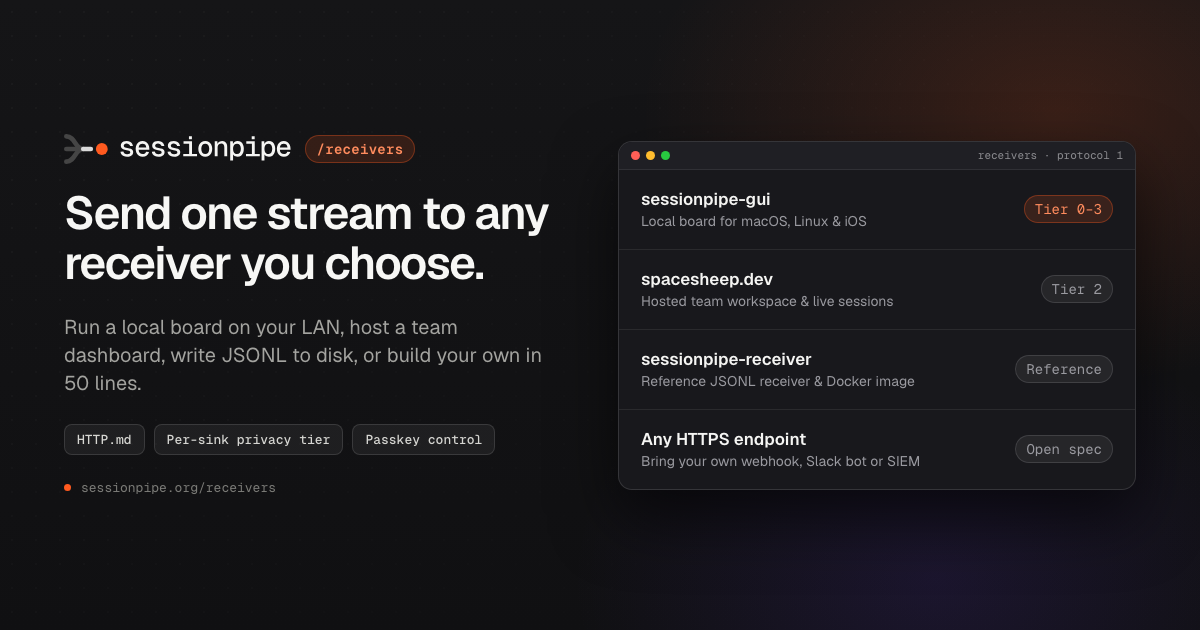 sessionpipe /receivers
Send one stream to any
receiver you choose.
Run a local board on your LAN, host a team
dashboard, write JSONL to disk, or build your own in
50 lines.
HTTP.md Per-sink privacy tier Passkey control
sessionpipe.org/receivers
receivers · protocol 1
sessionpipe-gui
Local board for macOS, Linux & iOS
Tier 0–3
spacesheep.dev
Hosted team workspace & live sessions
Tier 2
sessionpipe-receiver
Reference JSONL receiver & Docker image
Reference
Any HTTPS endpoint
Bring your own webhook, Slack bot or SIEM
Open spec